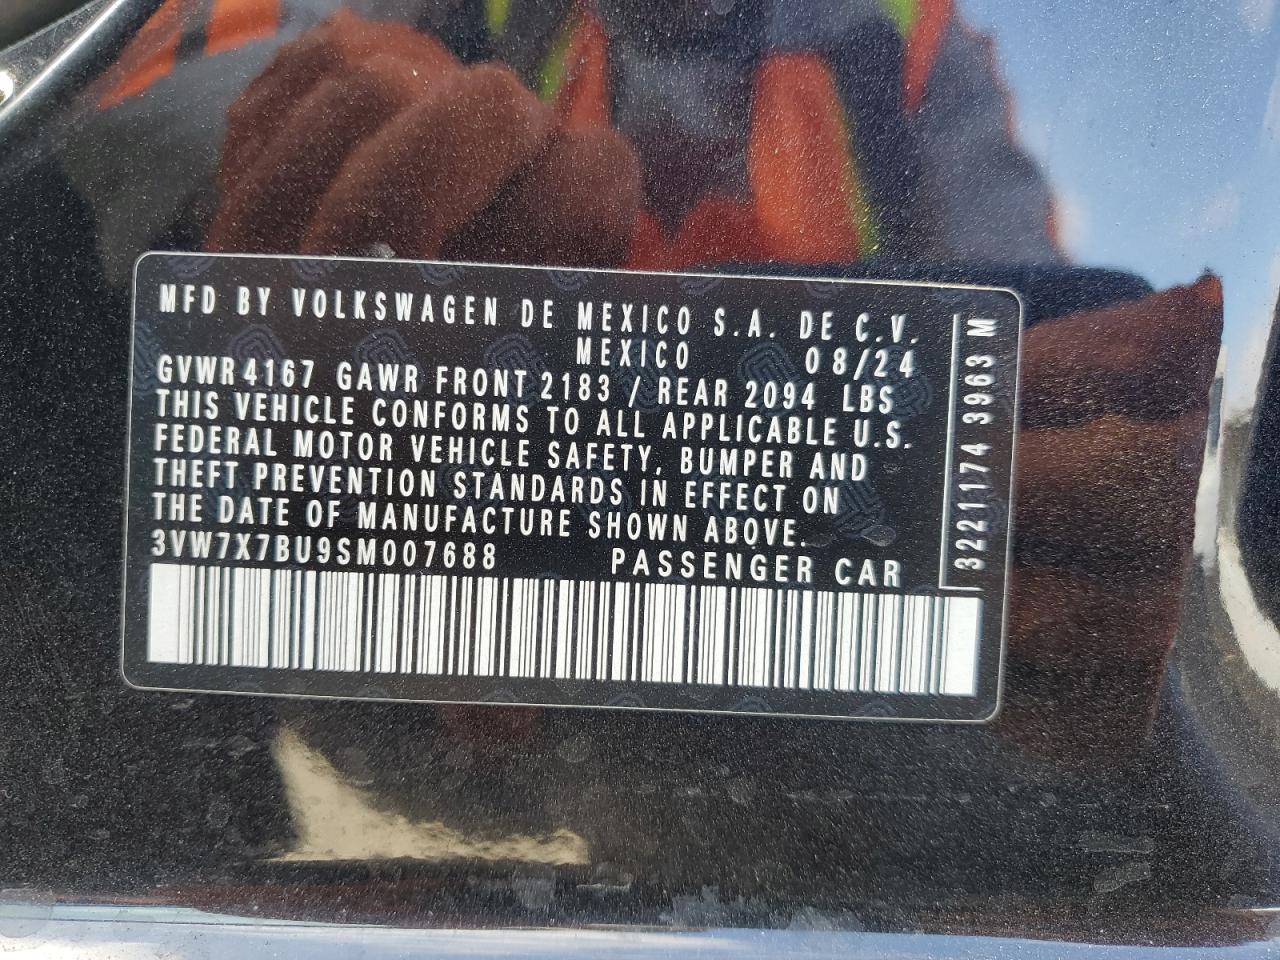 MFD BY VOLKSWAGEN DE MEXICO S.A. DE C.V.
MEXICO 08/24
GVWR 4167 GAWR FRONT 2183 / REAR 2094 LBS
THIS VEHICLE CONFORMS TO ALL APPLICABLE U.S.
FEDERAL MOTOR VEHICLE SAFETY, BUMPER AND
THEFT PREVENTION STANDARDS IN EFFECT ON
THE DATE OF MANUFACTURE SHOWN ABOVE.
3VW7X7BU9SM007688 PASSENGER CAR
32211174 3963 M